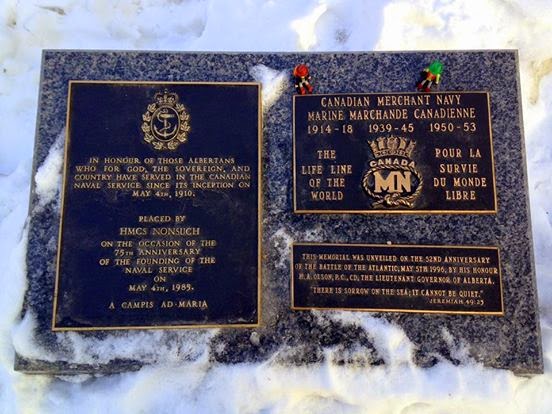 IN HONOUR OF THOSE ALBERTANS
WHO FOR GOD, THE SOVEREIGN, AND
COUNTRY HAVE SERVED IN THE CANADIAN
NAVAL SERVICE SINCE ITS INCEPTION ON
MAY 4TH, 1910.
PLACED BY
HMCS NONSUCH
ON THE OCCASION OF THE
75TH ANNIVERSARY
OF THE FOUNDING OF THE
NAVAL SERVICE
ON
MAY 4TH, 1985.
A CAMPIS AD MARIA
CANADIAN MERCHANT NAVY
MARINE MARCHANDE CANADIENNE
1914-18 1939-45 1950-53
THE
LIFE LINE
OF THE
WORLD
CANADA
MN
POUR LA
SURVIE
DU MONDE
LIBRE
THIS MEMORIAL WAS UNVEILED ON THE 52ND ANNIVERSARY
OF THE BATTLE OF THE ATLANTIC, MAY 5TH 1996, BY HIS HONOUR
H.A. OLSON, P.C., CD, THE LIEUTENANT GOVERNOR OF ALBERTA.
"THERE IS SORROW ON THE SEA; IT CANNOT BE QUIET."
JEREMIAH 49:23